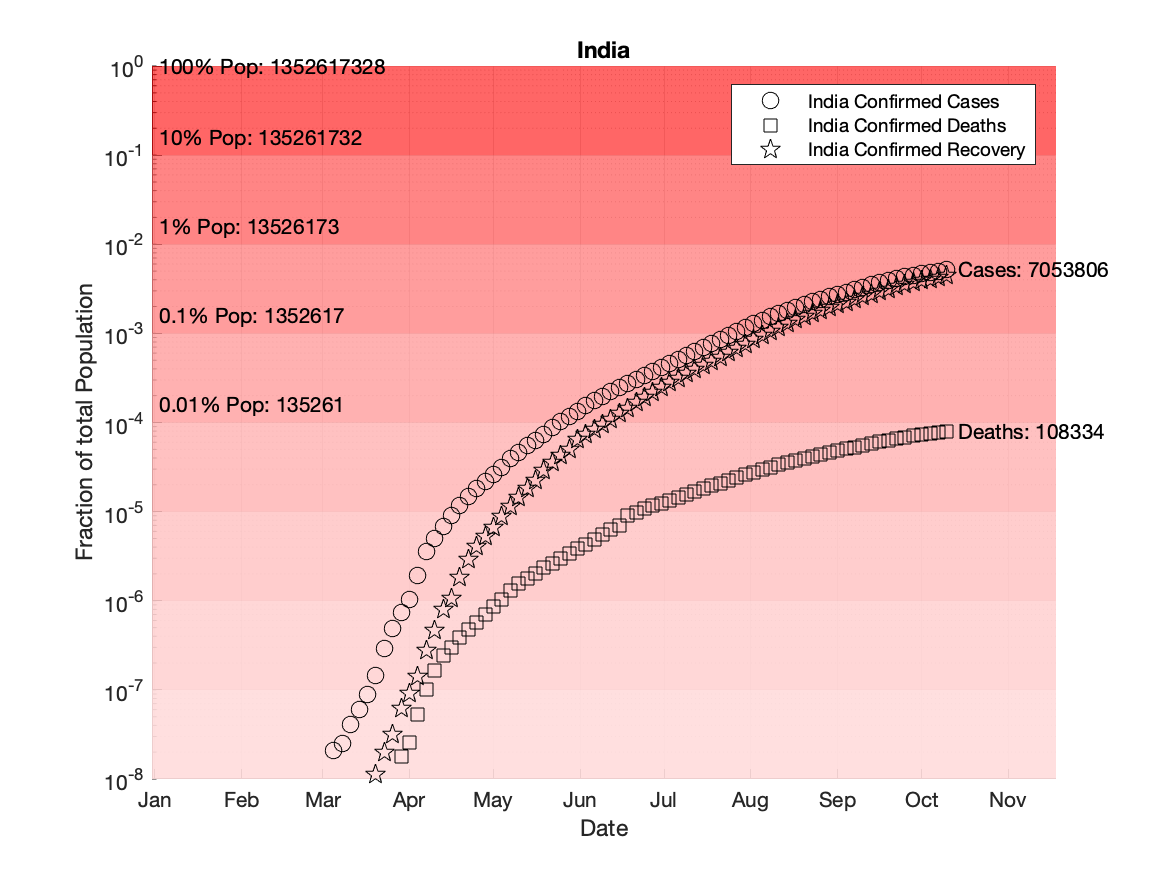 India
10^0
100% Pop: 1352617328
India Confirmed Cases
India Confirmed Deaths
India Confirmed Recovery
10% Pop: 135261732
10^-1
1% Pop: 13526173
10^-2
Cases: 7053806
0.1% Pop: 1352617
10^-3
0.01% Pop: 135261
10^-4
Deaths: 108334
10^-5
10^-6
10^-7
10^-8
Fraction of total Population
Jan Feb Mar Apr May Jun Jul Aug Sep Oct Nov
Date